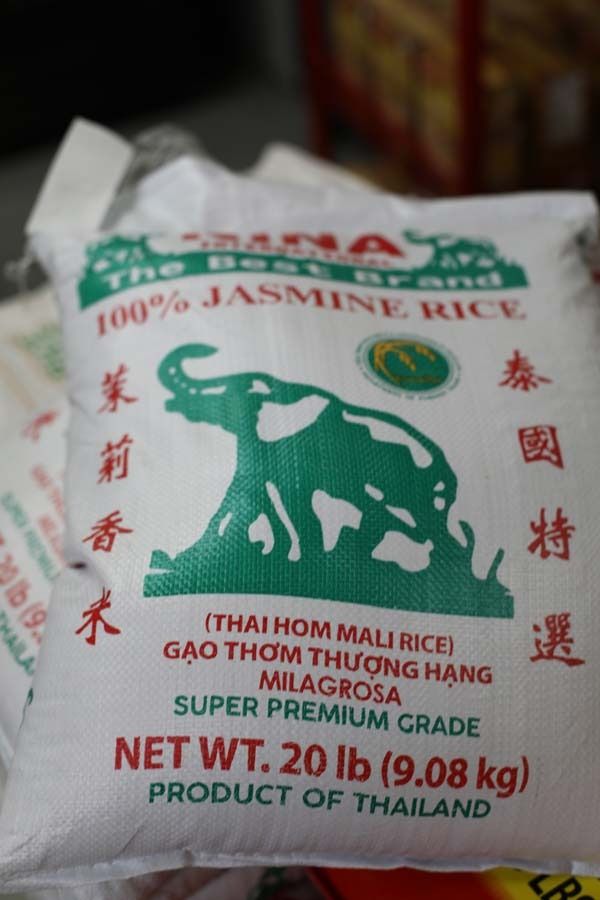 INTERNATIONAL
The Best Brand
100% JASMINE RICE
茉莉香米
泰國特選
(THAI HOM MALI RICE)
GẠO THƠM THƯỢNG HẠNG
MILAGROSA
SUPER PREMIUM GRADE
NET WT. 20 lb (9.08 kg)
PRODUCT OF THAILAND